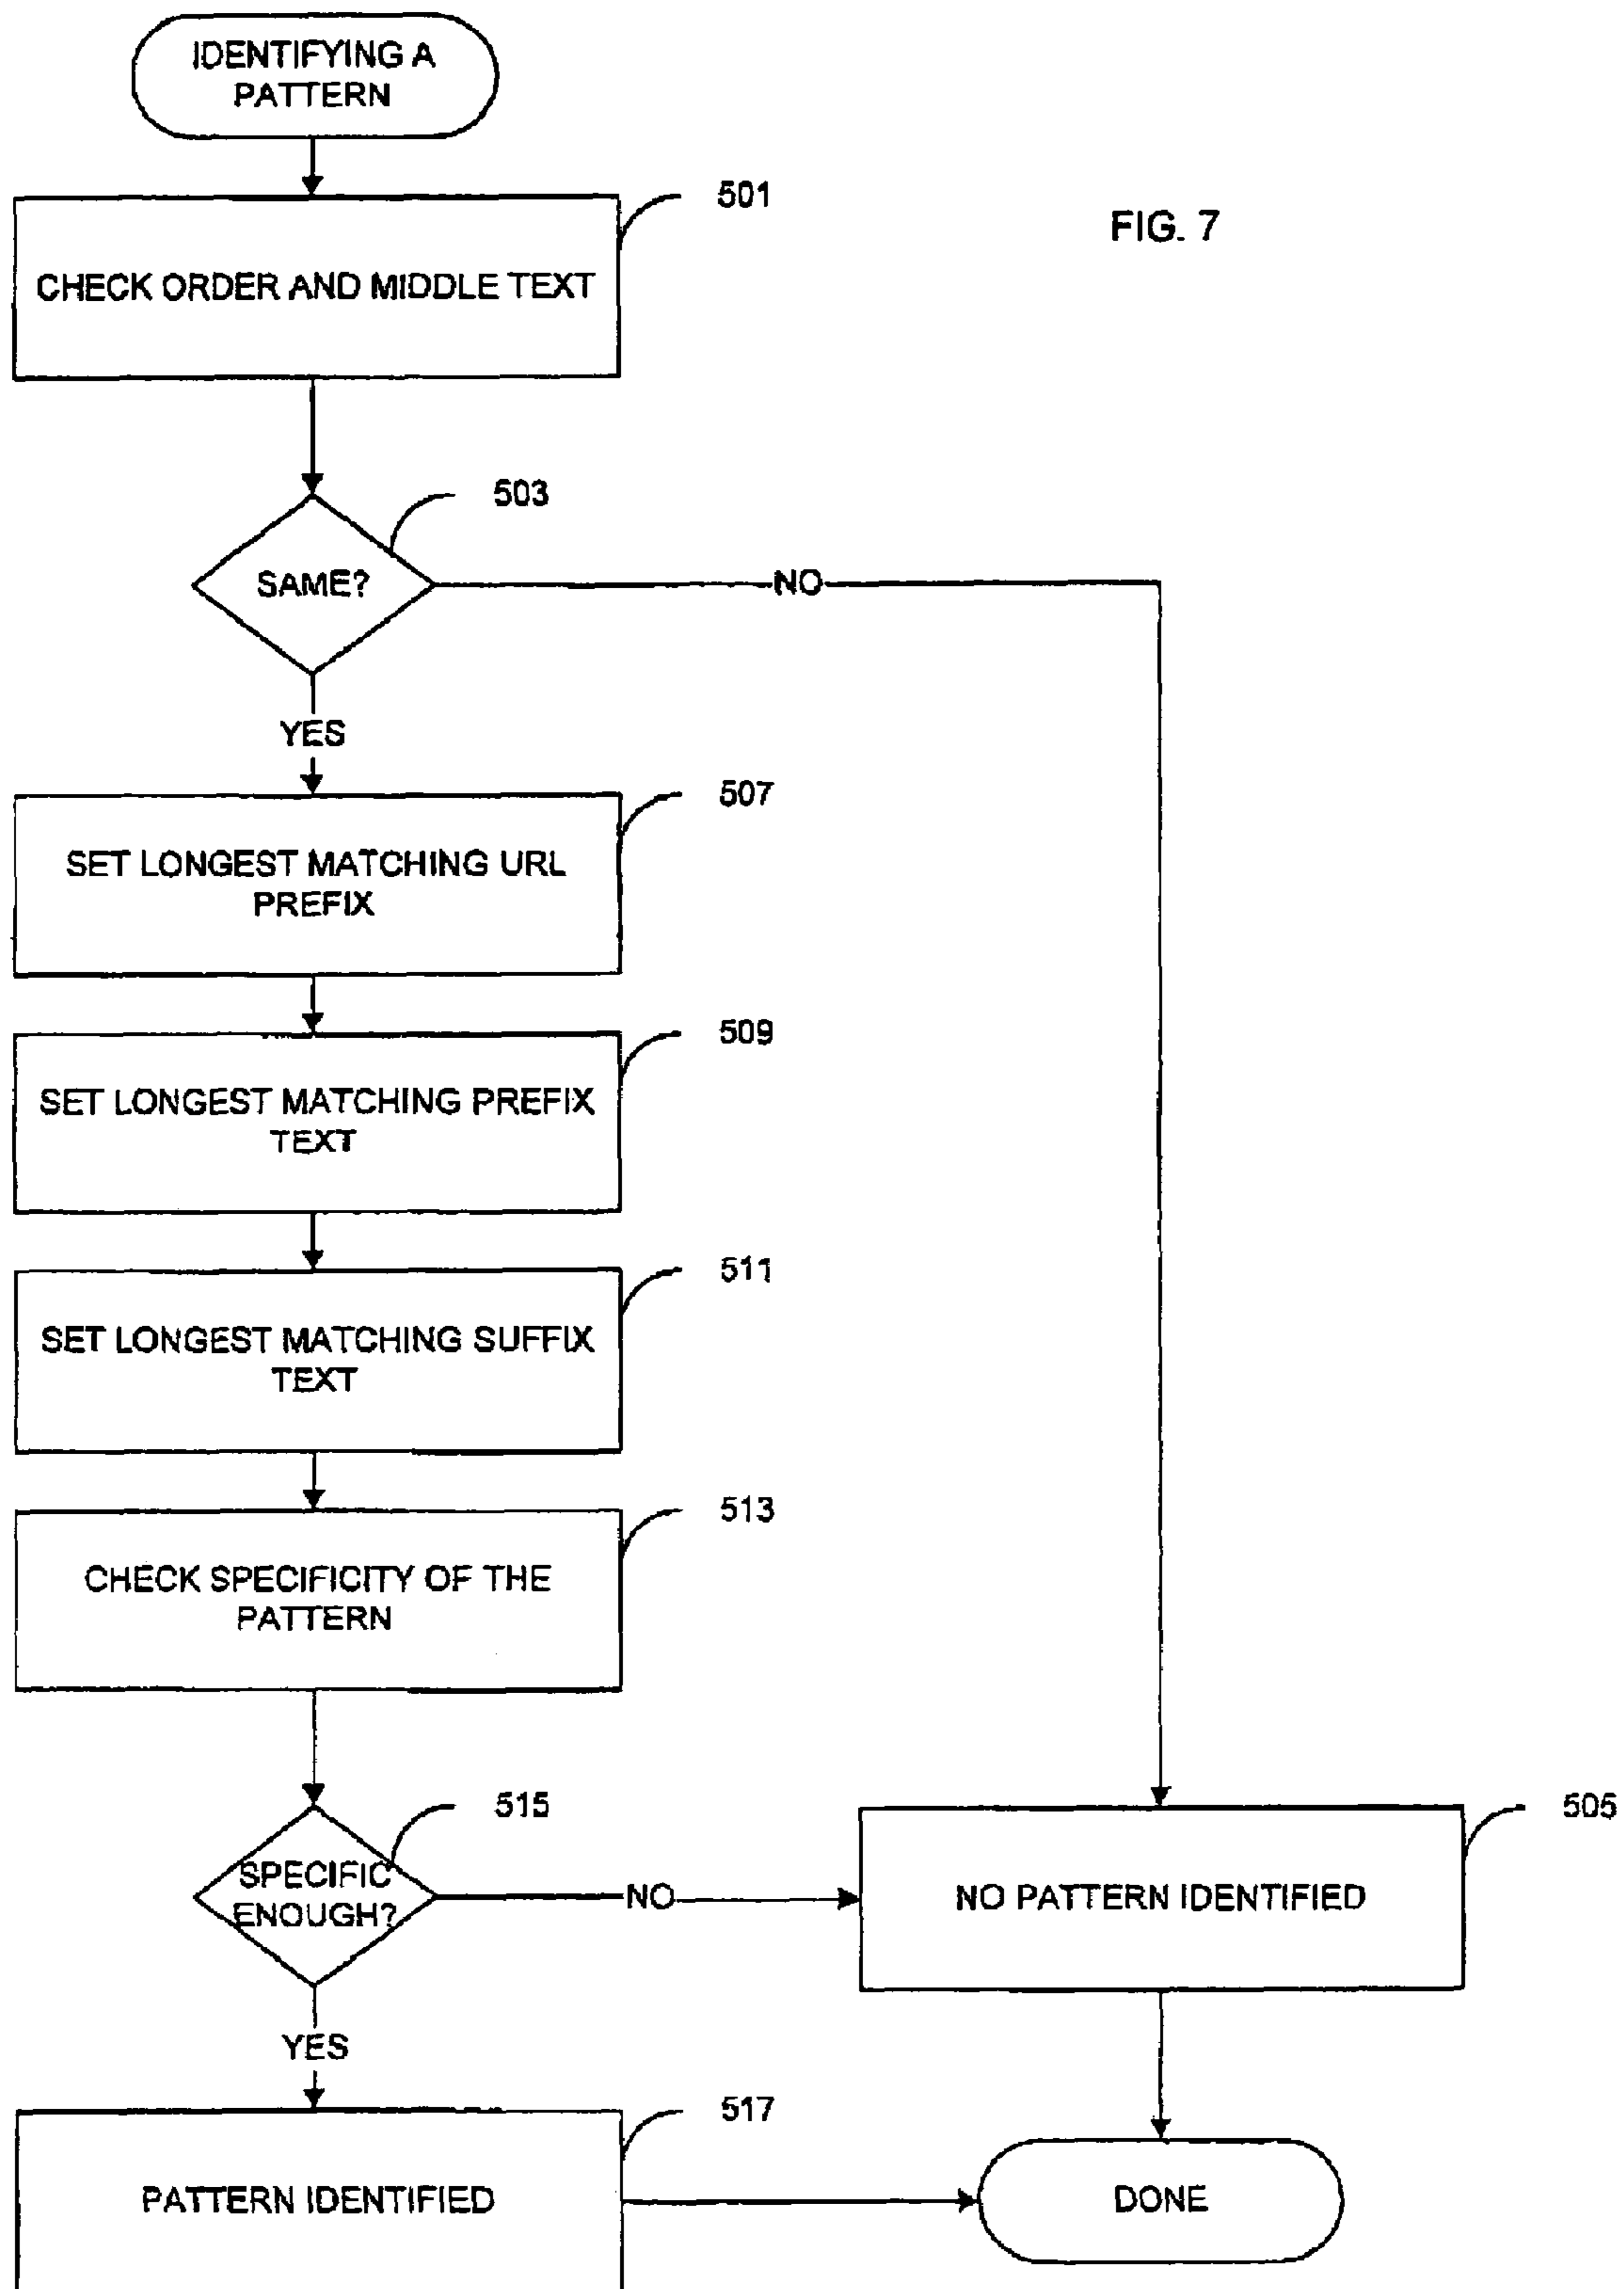 IDENTIFYING A
PATTERN
501
FIG. 7
CHECK ORDER AND MIDDLE TEXT
503
SAME?
NO
YES
507
SET LONGEST MATCHING URL
PREFIX
509
SET LONGEST MATCHING PREFIX
TEXT
511
SET LONGEST MATCHING SUFFIX
TEXT
513
CHECK SPECIFICITY OF THE
PATTERN
515
505
SPECIFIC
ENOUGH?
NO
NO PATTERN IDENTIFIED
YES
517
PATTERN IDENTIFIED
DONE